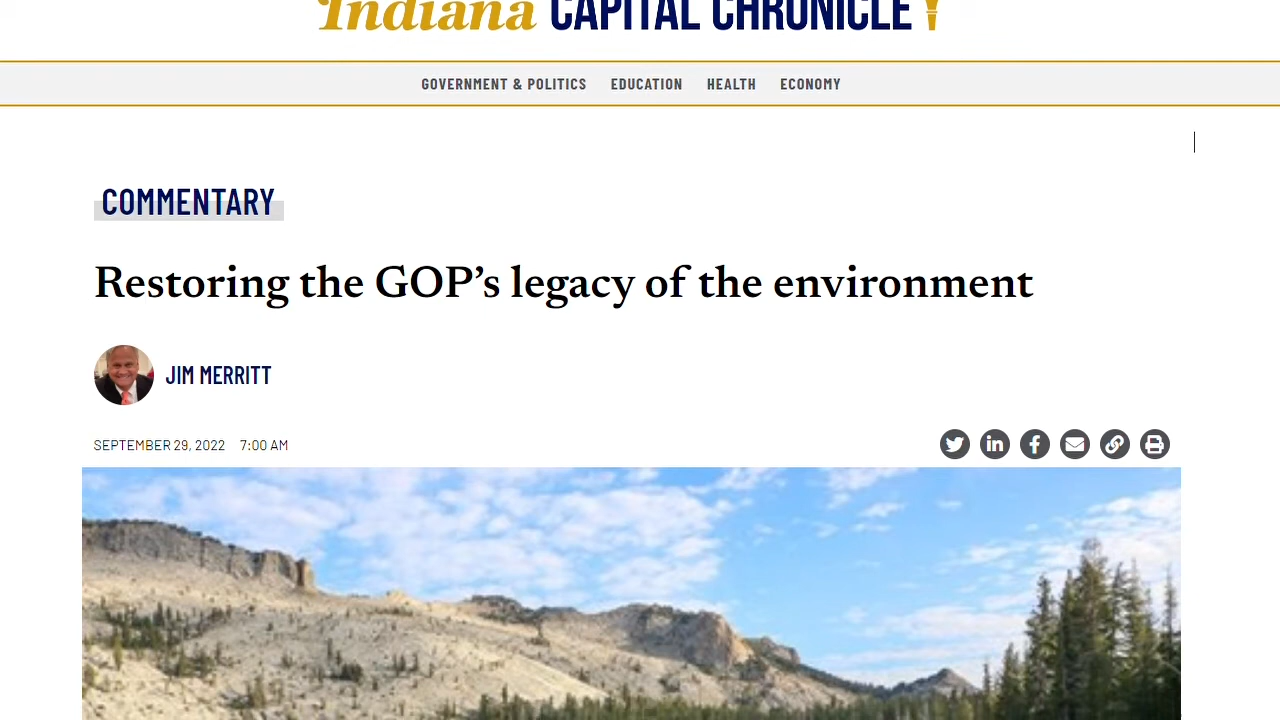 Indiana CAPITAL CHRONICLE
GOVERNMENT & POLITICS EDUCATION HEALTH ECONOMY
COMMENTARY
Restoring the GOP’s legacy of the environment
JIM MERRITT
SEPTEMBER 29, 2022 7:00 AM